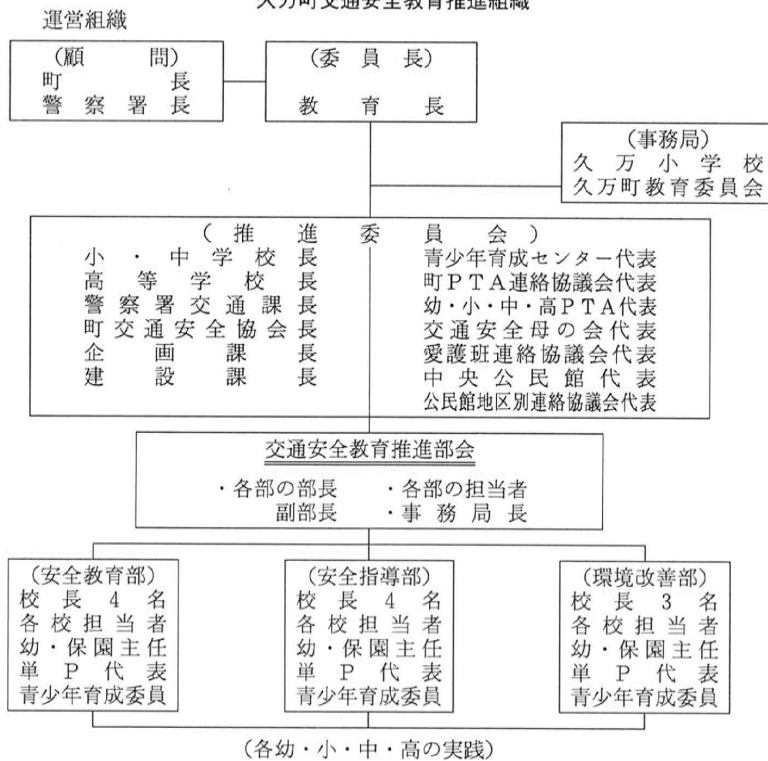 久万町交通安全教育推進組織
運営組織
（顧問）
町長
警察署長
（委員長）
教育長
（事務局）
久万小学校
久万町教育委員会
（推進委員会）
小・中学校長
高等学校長
警察署交通課長
町交通安全協会長
企画課長
建設課長
青少年育成センター代表
町PTA連絡協議会代表
幼・小・中・高PTA代表
交通安全母の会代表
愛護班連絡協議会代表
中央公民館代表
公民館地区別連絡協議会代表
交通安全教育推進部会
・各部の部長　・各部の担当者
副部長　・事務局長
（安全教育部）
校長4名
各校担当者
幼・保園主任
単P代表
青少年育成委員
（安全指導部）
校長4名
各校担当者
幼・保園主任
単P代表
青少年育成委員
（環境改善部）
校長3名
各校担当者
幼・保園主任
単P代表
青少年育成委員
（各幼・小・中・高の実践）